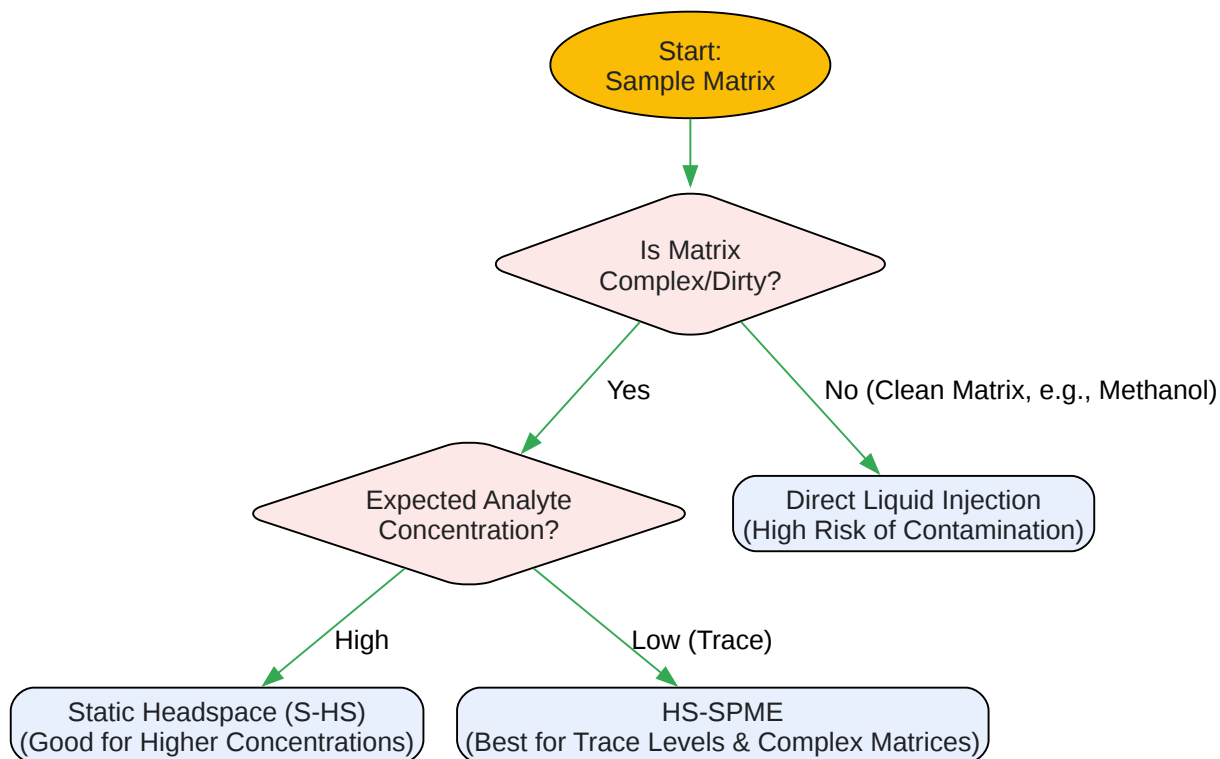 Start:
Sample Matrix
Is Matrix
Complex/Dirty?
Yes
No (Clean Matrix, e.g., Methanol)
Expected Analyte
Concentration?
Direct Liquid Injection
(High Risk of Contamination)
High
Low (Trace)
Static Headspace (S-HS)
(Good for Higher Concentrations)
HS-SPME
(Best for Trace Levels & Complex Matrices)